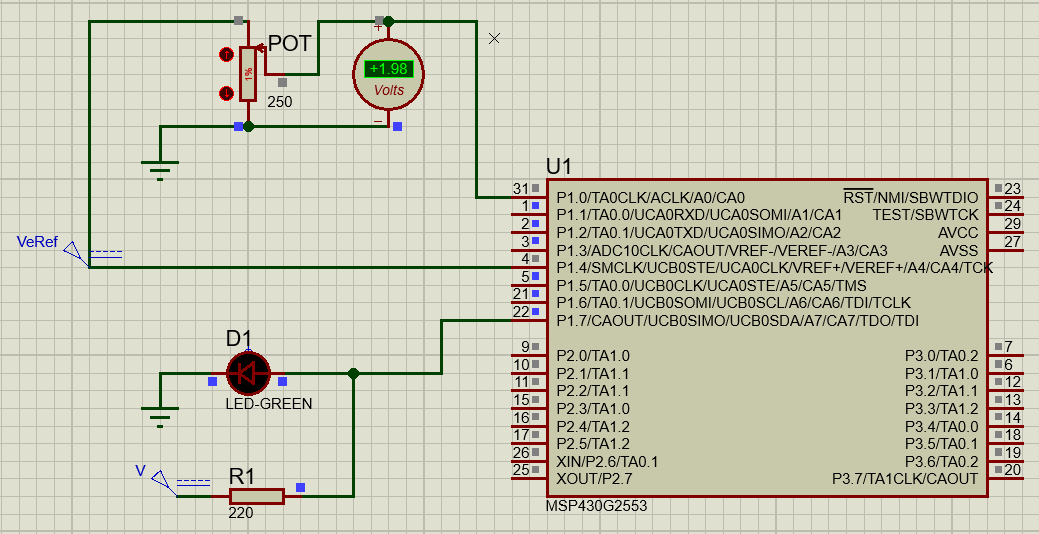 POT
1%
250
+
+1.98
Volts
−
VeRef
U1
31 P1.0/TA0CLK/ACLK/A0/CA0
1 P1.1/TA0.0/UCA0RXD/UCA0SOMI/A1/CA1
2 P1.2/TA0.1/UCA0TXD/UCA0SIMO/A2/CA2
3 P1.3/ADC10CLK/CAOUT/VREF-/VEREF-/A3/CA3
4 P1.4/SMCLK/UCB0STE/UCA0CLK/VREF+/VEREF+/A4/CA4/TCK
5 P1.5/TA0.0/UCB0CLK/UCA0STE/A5/CA5/TMS
21 P1.6/TA0.1/UCB0SOMI/UCB0SCL/A6/CA6/TDI/TCLK
22 P1.7/CAOUT/UCB0SIMO/UCB0SDA/A7/CA7/TDO/TDI
9 P2.0/TA1.0
10 P2.1/TA1.1
11 P2.2/TA1.1
15 P2.3/TA1.0
16 P2.4/TA1.2
17 P2.5/TA1.2
26 XIN/P2.6/TA0.1
25 XOUT/P2.7
RST/NMI/SBWTDIO 23
TEST/SBWTCK 24
AVCC 29
AVSS 27
P3.0/TA0.2 7
P3.1/TA1.0 6
P3.2/TA1.1 12
P3.3/TA1.2 13
P3.4/TA0.0 14
P3.5/TA0.1 18
P3.6/TA0.2 19
P3.7/TA1CLK/CAOUT 20
MSP430G2553
D1
LED-GREEN
V
R1
220